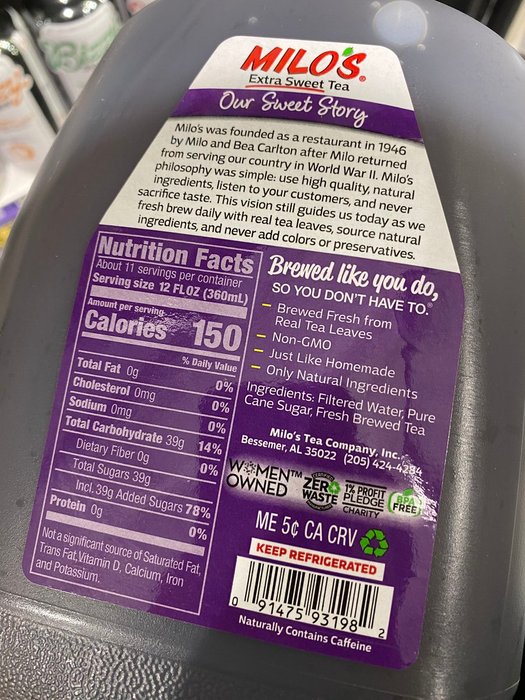 MILO'S®
Extra Sweet Tea
Our Sweet Story
Milo's was founded as a restaurant in 1946
by Milo and Bea Carlton after Milo returned
from serving our country in World War II. Milo's
philosophy was simple: use high quality, natural
ingredients, listen to your customers, and never
sacrifice taste. This vision still guides us today as we
fresh brew daily with real tea leaves, source natural
ingredients, and never add colors or preservatives.
Nutrition Facts
About 11 servings per container
Serving size 12 FL OZ (360mL)
Amount per serving
Calories 150
% Daily Value
Total Fat 0g 0%
Cholesterol 0mg 0%
Sodium 0mg 0%
Total Carbohydrate 39g 14%
Dietary Fiber 0g 0%
Total Sugars 39g
Incl. 39g Added Sugars 78%
Protein 0g 0%
Not a significant source of Saturated Fat,
Trans Fat, Vitamin D, Calcium, Iron
and Potassium.
Brewed like you do,
SO YOU DON'T HAVE TO.®
– Brewed Fresh from
Real Tea Leaves
– Non-GMO
– Just Like Homemade
– Only Natural Ingredients
Ingredients: Filtered Water, Pure
Cane Sugar, Fresh Brewed Tea
Milo's Tea Company, Inc.
Bessemer, AL 35022 (205) 424-4284
WOMEN™
OWNED
ZERO
WASTE
1% PROFIT
PLEDGE
CHARITY
BPA
FREE
ME 5¢ CA CRV
KEEP REFRIGERATED
0 91475 93198 2
Naturally Contains Caffeine